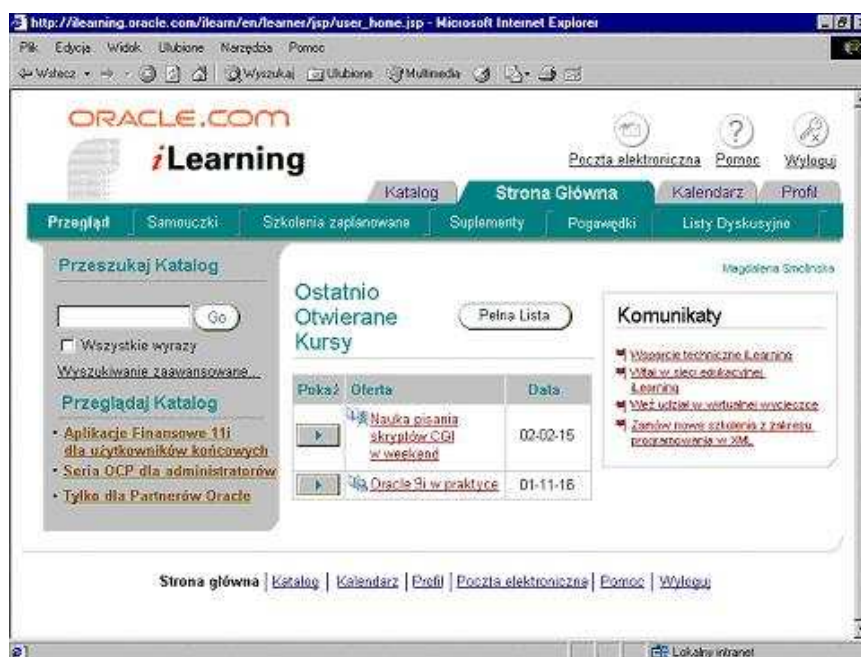 http://ilearning.oracle.com/ilearn/en/learner/jsp/user_home.jsp - Microsoft Internet Explorer
Plik Edycja Widok Ulubione Narzędzia Pomoc
Wstecz Wyszukaj Ulubione Multimedia
ORACLE.COM
iLearning
Poczta elektroniczna Pomoc Wyloguj
Katalog Strona Główna Kalendarz Profil
Przegląd Samouczki Szkolenia zaplanowane Suplementy Pogawędki Listy Dyskusyjne
Magdalena Smolinska
Przeszukaj Katalog
Go
Wszystkie wyrazy
Wyszukiwanie zaawansowane...
Przeglądaj Katalog
• Aplikacje Finansowe 11i
dla użytkowników końcowych
• Seria OCP dla administratorów
• Tylko dla Partnerów Oracle
Ostatnio
Otwierane
Kursy
Pełna Lista
Pokaż Oferta Data
Nauka pisania
skryptów CGI
w weekend
02-02-15
Oracle 9i w praktyce 01-11-16
Komunikaty
Wsparcie techniczne iLearning
Witaj w sieci edukacyjnej
iLearning
Weź udział w wirtualnej wycieczce
Zamów nowe szkolenia z zakresu
programowania w XML
Strona główna | Katalog | Kalendarz | Profil | Poczta elektroniczna | Pomoc | Wyloguj
Lokalny intranet